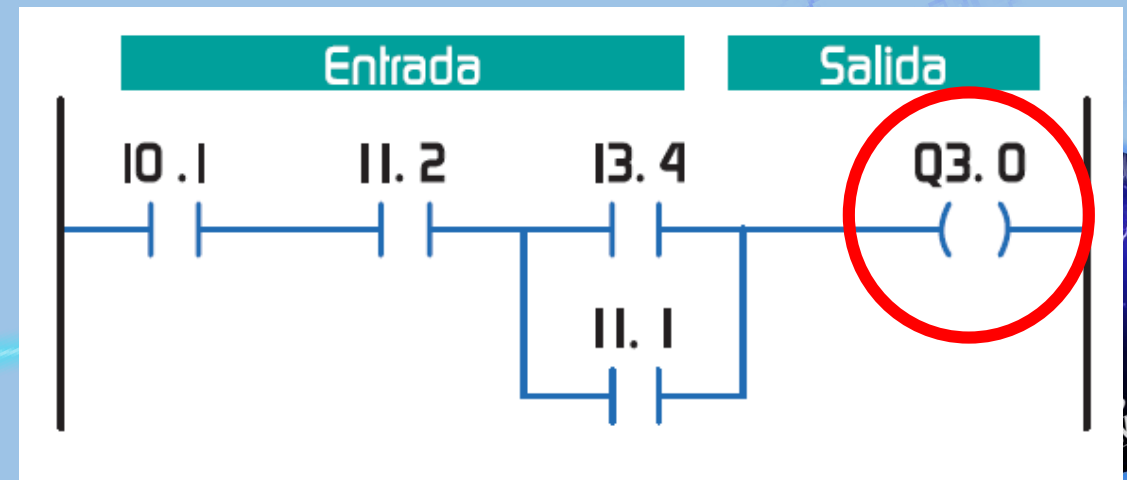 Entrada
Salida
I0 .1
I1. 2
I3. 4
Q3. 0
I1. 1